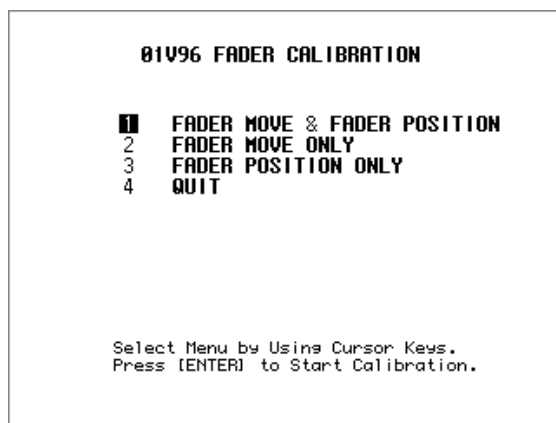 01V96 FADER CALIBRATION
1 FADER MOVE & FADER POSITION
2 FADER MOVE ONLY
3 FADER POSITION ONLY
4 QUIT
Select Menu by Using Cursor Keys.
Press [ENTER] to Start Calibration.